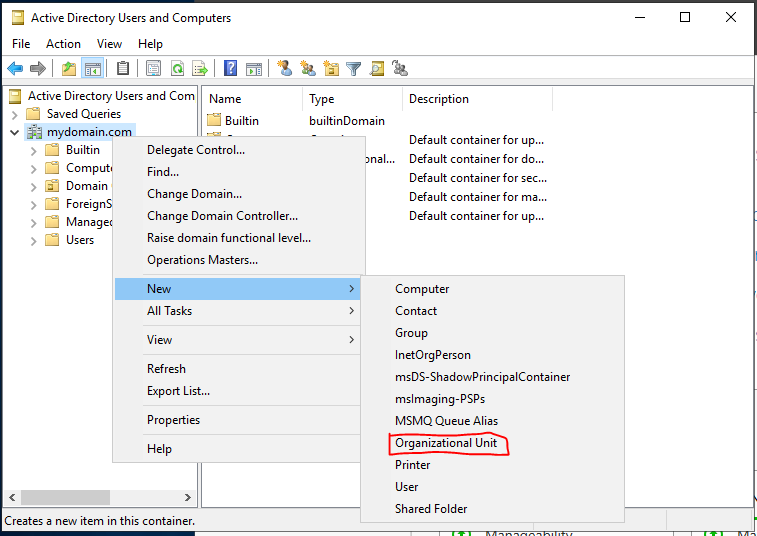 Active Directory Users and Computers
File Action View Help
Active Directory Users and Com
Saved Queries
mydomain.com
Builtin
Compute
Domain
ForeignS
Managed
Users
Name Type Description
Builtin builtinDomain
Default container for up...
onal... Default container for do...
Default container for sec...
Default container for ma...
Default container for up...
Delegate Control...
Find...
Change Domain...
Change Domain Controller...
Raise domain functional level...
Operations Masters...
New
All Tasks
View
Refresh
Export List...
Properties
Help
Computer
Contact
Group
InetOrgPerson
msDS-ShadowPrincipalContainer
msImaging-PSPs
MSMQ Queue Alias
Organizational Unit
Printer
User
Shared Folder
Creates a new item in this container.
Manageability